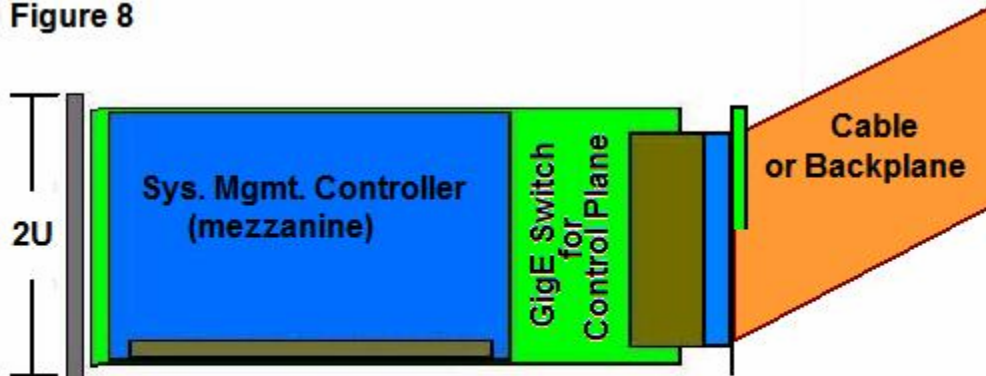 Figure 8
2U
Sys. Mgmt. Controller
(mezzanine)
GigE Switch
for
Control Plane
Cable
or Backplane